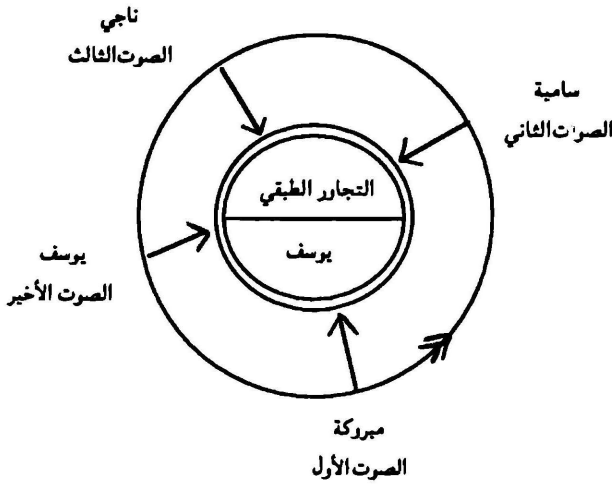 ناجي
الصوت الثالث
سامية
الصوت الثاني
التجاور الطبقي
يوسف
يوسف
الصوت الأخير
مبروكة
الصوت الأول